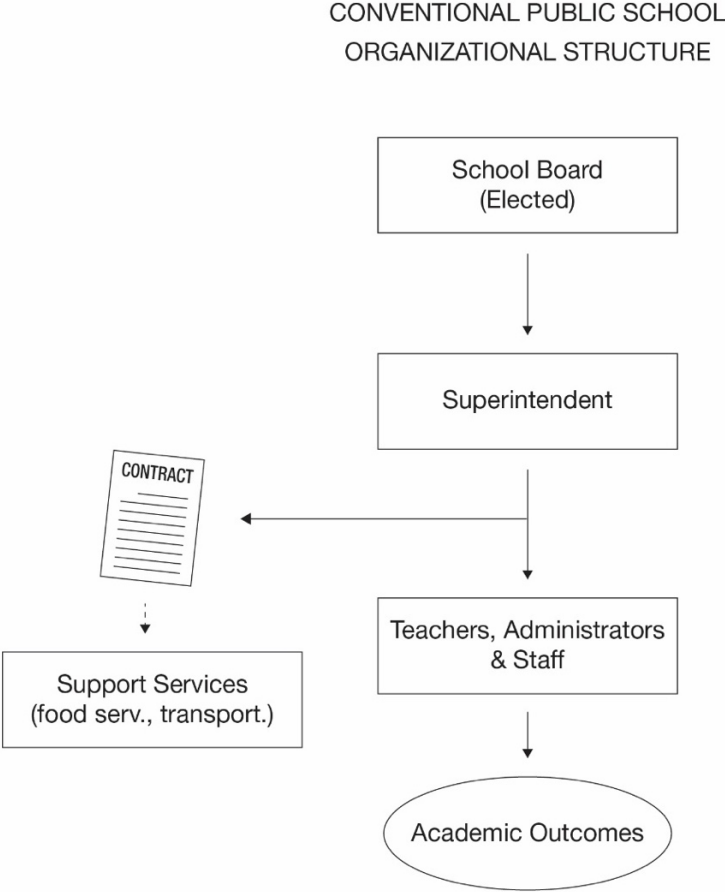 CONVENTIONAL PUBLIC SCHOOL
ORGANIZATIONAL STRUCTURE
School Board
(Elected)
Superintendent
CONTRACT
Teachers, Administrators
& Staff
Support Services
(food serv., transport.)
Academic Outcomes